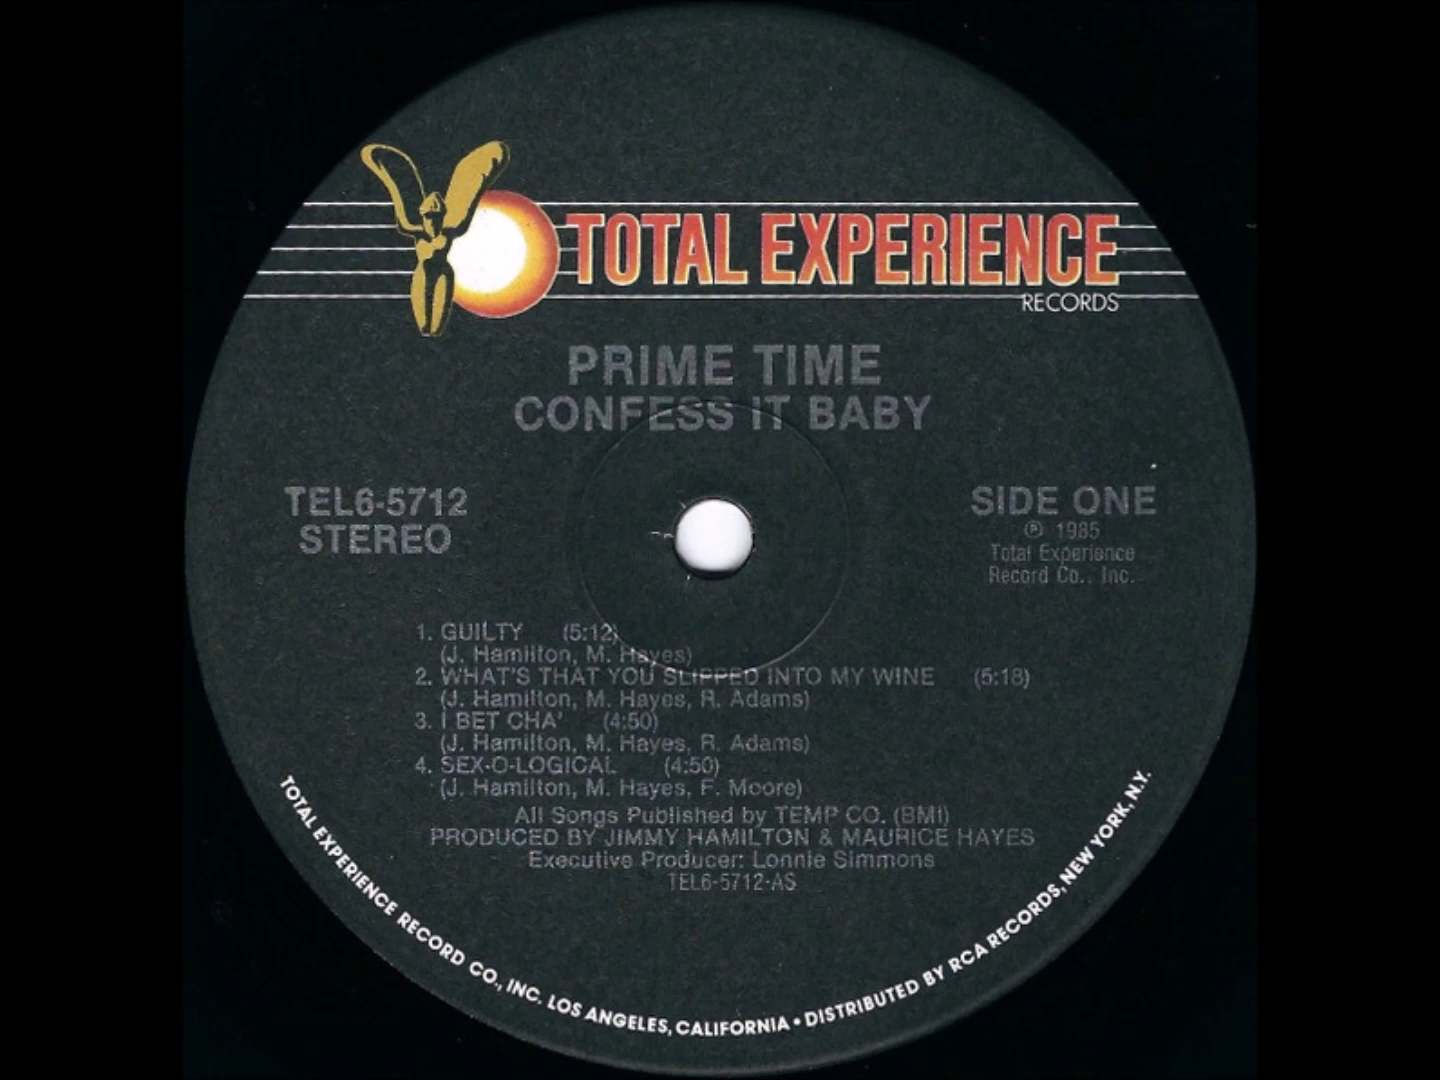 TOTAL EXPERIENCE
RECORDS
PRIME TIME
CONFESS IT BABY
TEL6-5712
STEREO
SIDE ONE
℗ 1985
Total Experience
Record Co., Inc.
1. GUILTY (5:12)
(J. Hamilton, M. Hayes)
2. WHAT'S THAT YOU SLIPPED INTO MY WINE (5:18)
(J. Hamilton, M. Hayes, R. Adams)
3. I BET CHA' (4:50)
(J. Hamilton, M. Hayes, R. Adams)
4. SEX-O-LOGICAL (4:50)
(J. Hamilton, M. Hayes, F. Moore)
All Songs Published by TEMP CO. (BMI)
PRODUCED BY JIMMY HAMILTON & MAURICE HAYES
Executive Producer: Lonnie Simmons
TEL6-5712-AS
TOTAL EXPERIENCE RECORD CO., INC. LOS ANGELES, CALIFORNIA • DISTRIBUTED BY RCA RECORDS, NEW YORK, N.Y.